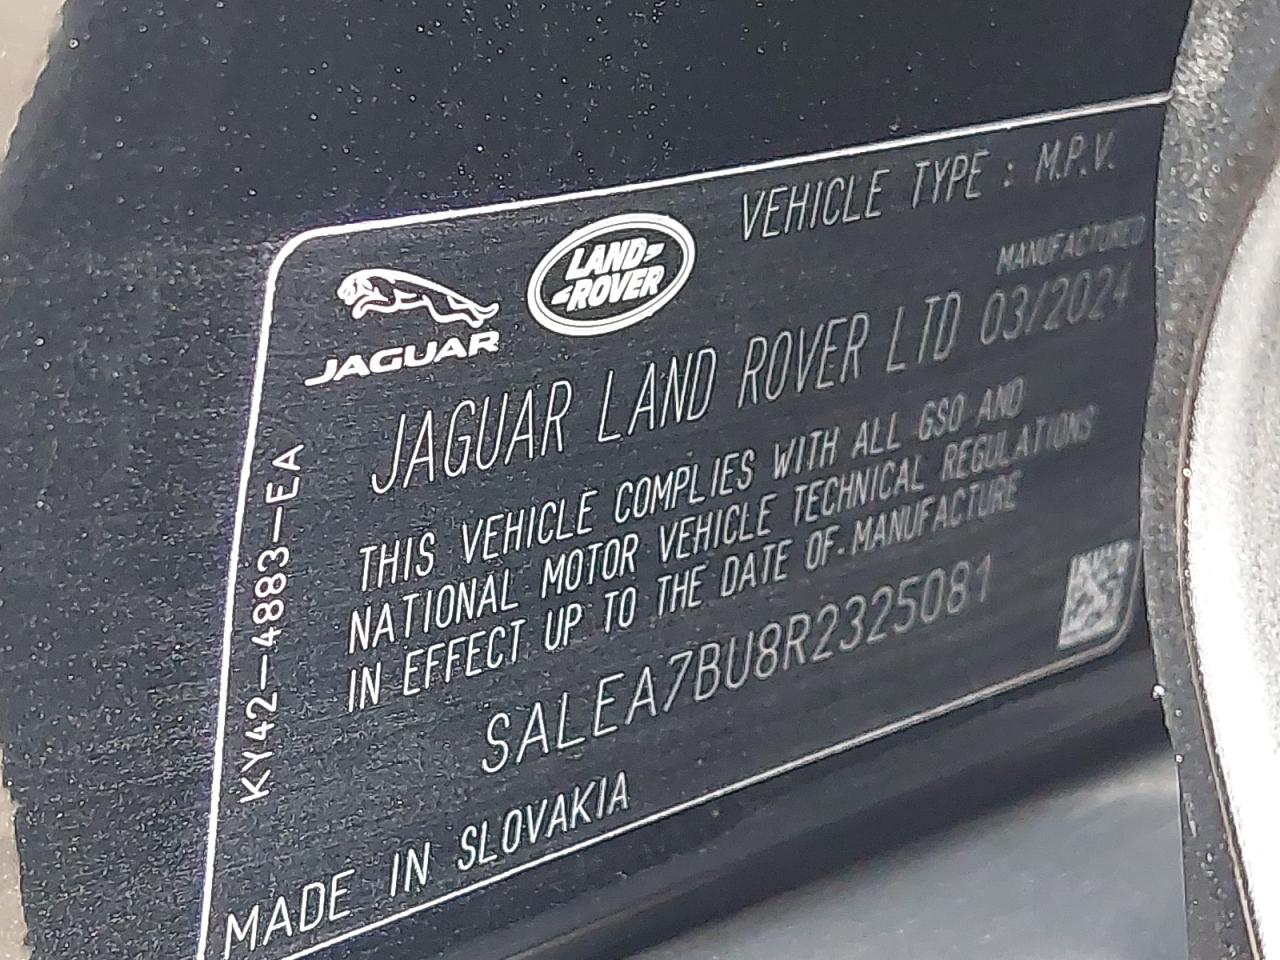 VEHICLE TYPE : M.P.V.
LAND-
-ROVER
JAGUAR
MANUFACTURED
JAGUAR LAND ROVER LTD 03/2024
THIS VEHICLE COMPLIES WITH ALL GSO AND
NATIONAL MOTOR VEHICLE TECHNICAL REGULATIONS
IN EFFECT UP TO THE DATE OF MANUFACTURE
SALEA7BU8R2325081
MADE IN SLOVAKIA
KY42-4883-EA